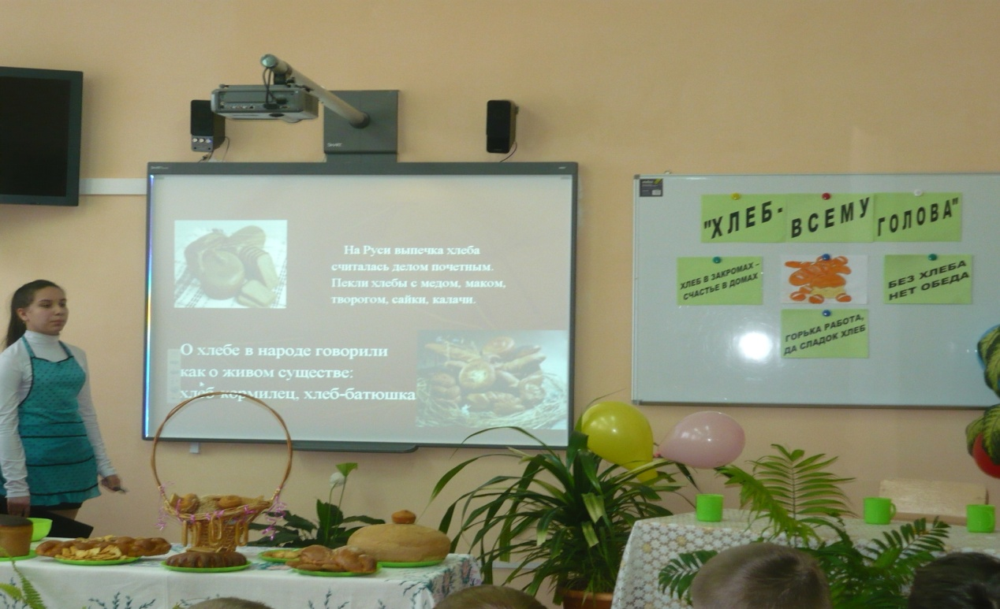 SMART
На Руси выпечка хлеба
считалась делом почетным.
Пекли хлебы с медом, маком,
творогом, сайки, калачи.
О хлебе в народе говорили
как о живом существе:
хлеб-кормилец, хлеб-батюшка
"ХЛЕБ- ВСЕМУ ГОЛОВА"
ХЛЕБ В ЗАКРОМАХ -
СЧАСТЬЕ В ДОМАХ
БЕЗ ХЛЕБА
НЕТ ОБЕДА
ГОРЬКА РАБОТА,
ДА СЛАДОК ХЛЕБ